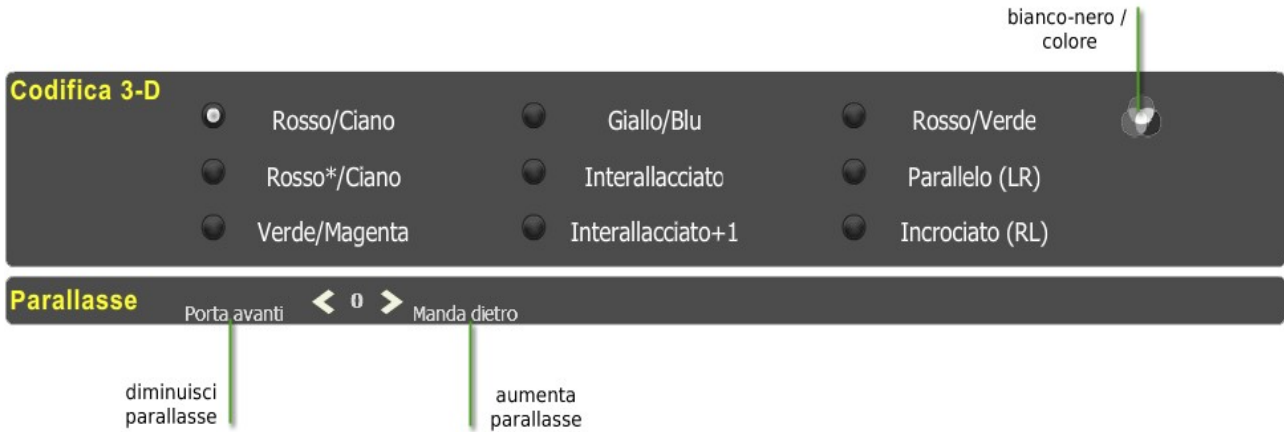 bianco-nero /
colore
Codifica 3-D
Rosso/Ciano Giallo/Blu Rosso/Verde
Rosso*/Ciano Interallacciato Parallelo (LR)
Verde/Magenta Interallacciato+1 Incrociato (RL)
Parallasse Porta avanti 0 Manda dietro
diminuisci
parallasse
aumenta
parallasse